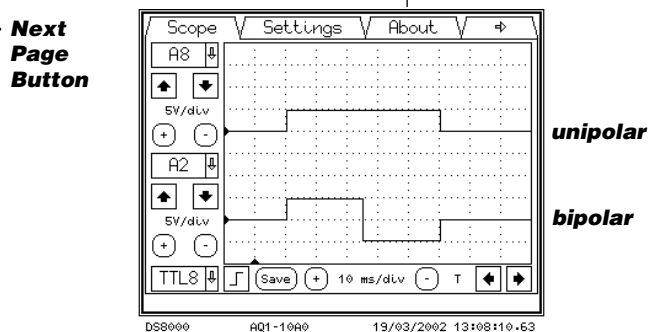 Next
Page
Button
Scope Settings About
A8
5V/div
+ -
A2
5V/div
+ -
TTL8 Save + 10 ms/div - T
unipolar
bipolar
DS8000 AQ1-10A0 19/03/2002 13:08:10.63